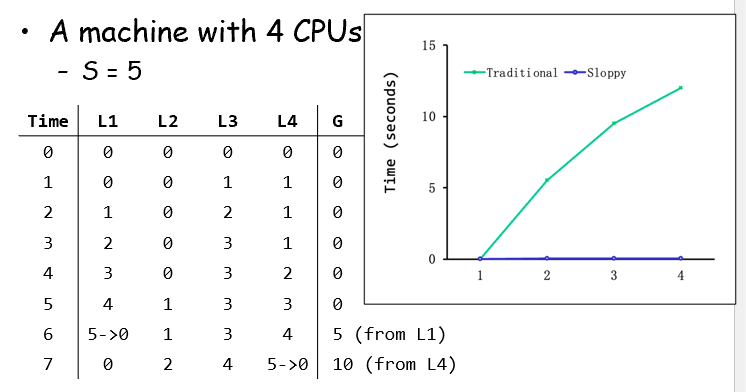 • A machine with 4 CPUs
– S = 5
Time L1 L2 L3 L4 G
0 0 0 0 0 0
1 0 0 1 1 0
2 1 0 2 1 0
3 2 0 3 1 0
4 3 0 3 2 0
5 4 1 3 3 0
6 5->0 1 3 4 5 (from L1)
7 0 2 4 5->0 10 (from L4)
Traditional Sloppy
Time (seconds)
15
10
5
0
1 2 3 4